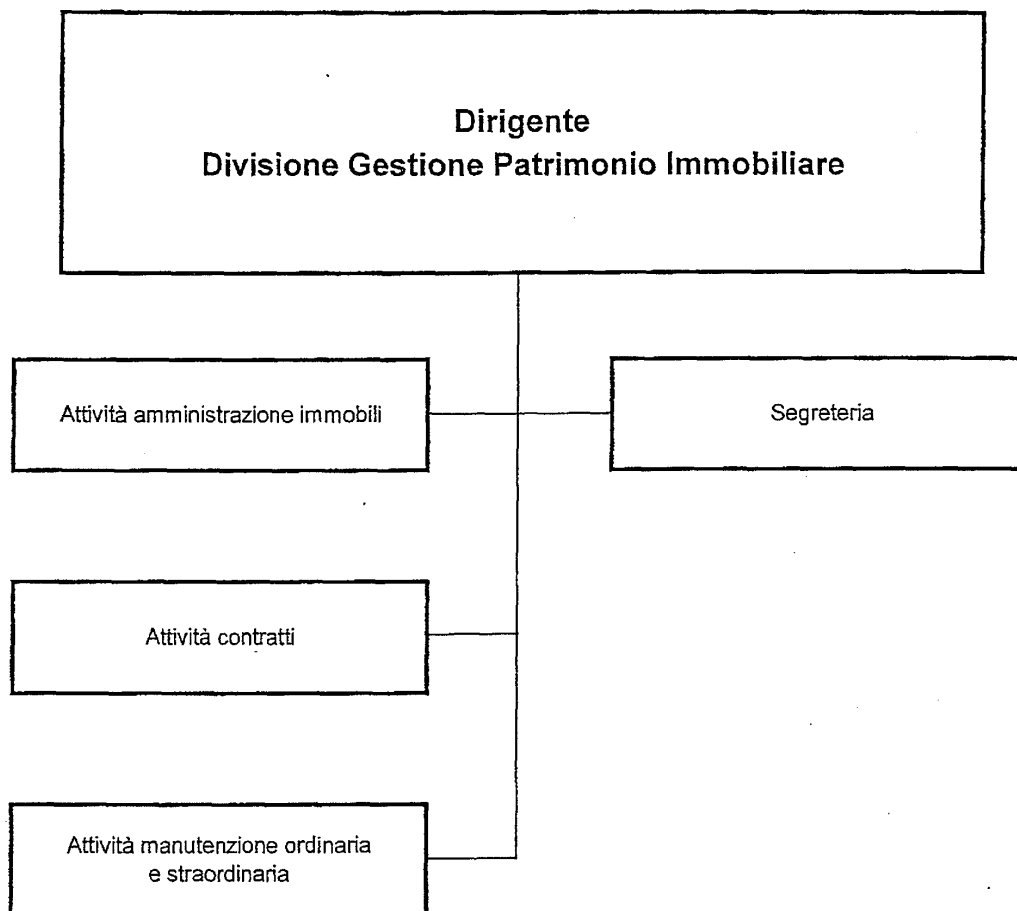 Dirigente
Divisione Gestione Patrimonio Immobiliare
Attività amministrazione immobili
Segreteria
Attività contratti
Attività manutenzione ordinaria
e straordinaria